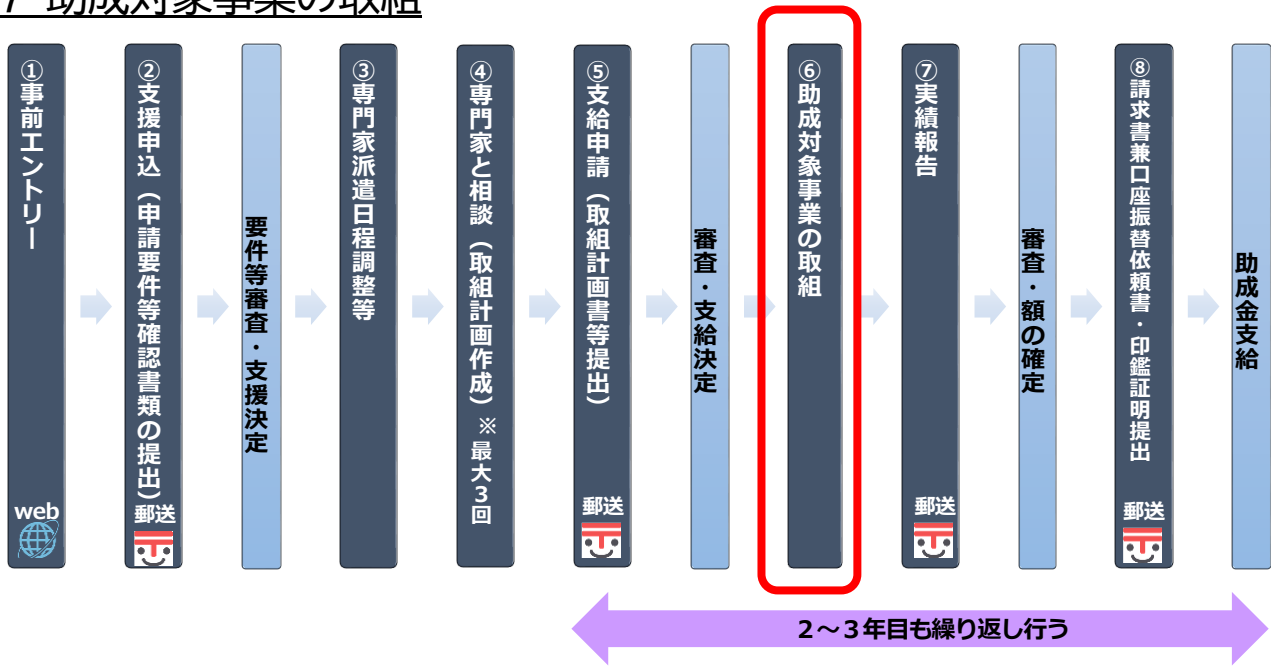 7 助成対象事業の取組
①事前エントリー
web
②支援申込（申請要件等確認書類の提出）
郵送
要件等審査・支援決定
③専門家派遣日程調整等
④専門家と相談（取組計画作成）※最大3回
⑤支給申請（取組計画書等提出）
郵送
審査・支給決定
⑥助成対象事業の取組
⑦実績報告
郵送
審査・額の確定
⑧請求書兼口座振替依頼書・印鑑証明提出
郵送
助成金支給
2～3年目も繰り返し行う